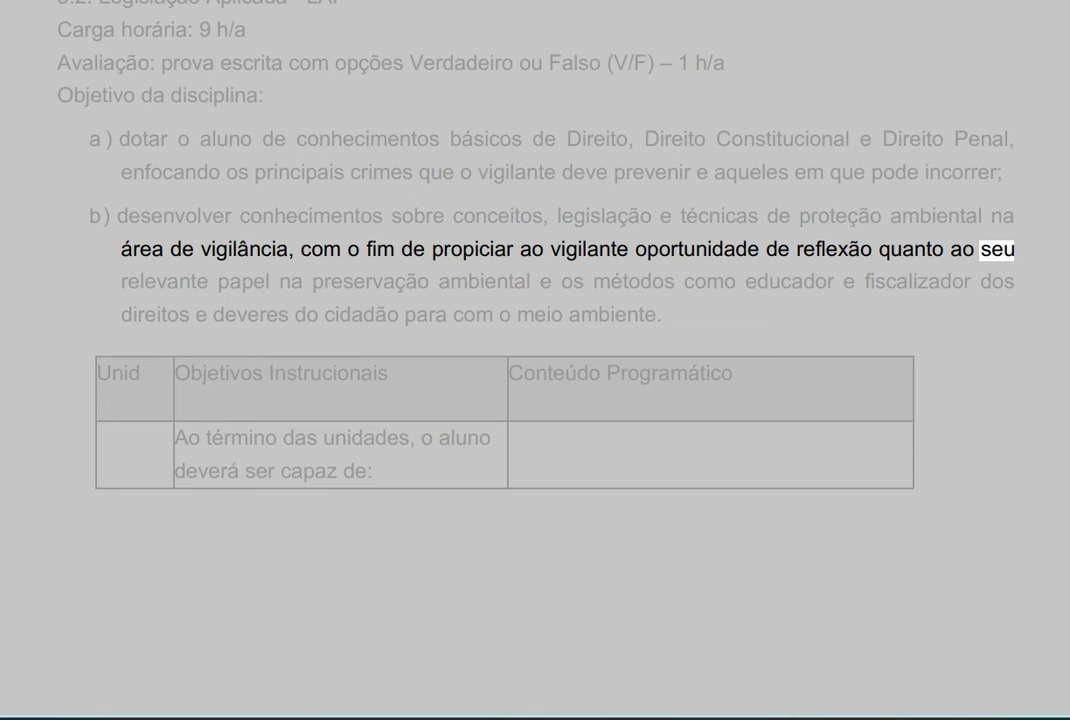 Carga horária: 9 h/a
Avaliação: prova escrita com opções Verdadeiro ou Falso (V/F) – 1 h/a
Objetivo da disciplina:
a ) dotar o aluno de conhecimentos básicos de Direito, Direito Constitucional e Direito Penal,
enfocando os principais crimes que o vigilante deve prevenir e aqueles em que pode incorrer;
b) desenvolver conhecimentos sobre conceitos, legislação e técnicas de proteção ambiental na
área de vigilância, com o fim de propiciar ao vigilante oportunidade de reflexão quanto ao seu
relevante papel na preservação ambiental e os métodos como educador e fiscalizador dos
direitos e deveres do cidadão para com o meio ambiente.
Unid Objetivos Instrucionais Conteúdo Programático
Ao término das unidades, o aluno
deverá ser capaz de: